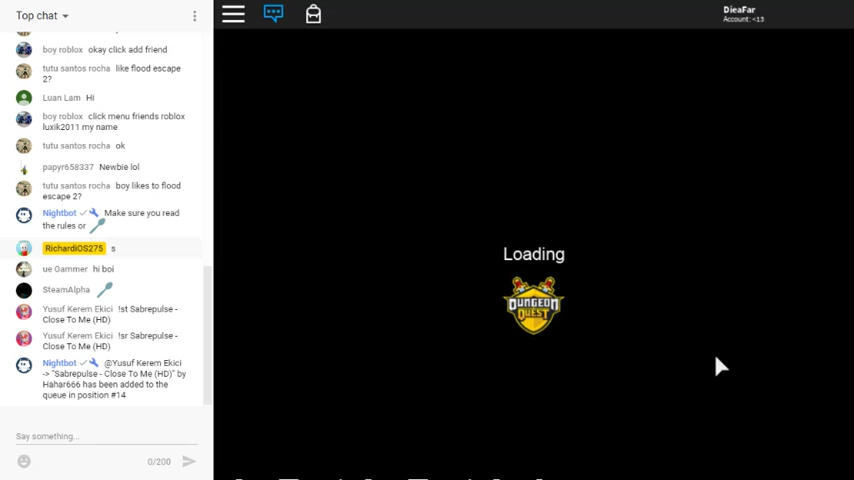 Top chat
boy roblox okay click add friend
tutu santos rocha like flood escape
2?
Luan Lam Hi
boy roblox click menu friends roblox
luxik2011 my name
tutu santos rocha ok
papyr658337 Newbie lol
tutu santos rocha boy likes to flood
escape 2?
Nightbot Make sure you read
the rules or
RichardiOS275 s
ue Gammer hi boi
SteamAlpha
Yusuf Kerem Ekici !st Sabrepulse -
Close To Me (HD)
Yusuf Kerem Ekici !sr Sabrepulse -
Close To Me (HD)
Nightbot @Yusuf Kerem Ekici
-> "Sabrepulse - Close To Me (HD)" by
Hahar666 has been added to the
queue in position #14
Say something...
0/200
DieaFar
Account: <13
Loading
DUNGEON
QUEST